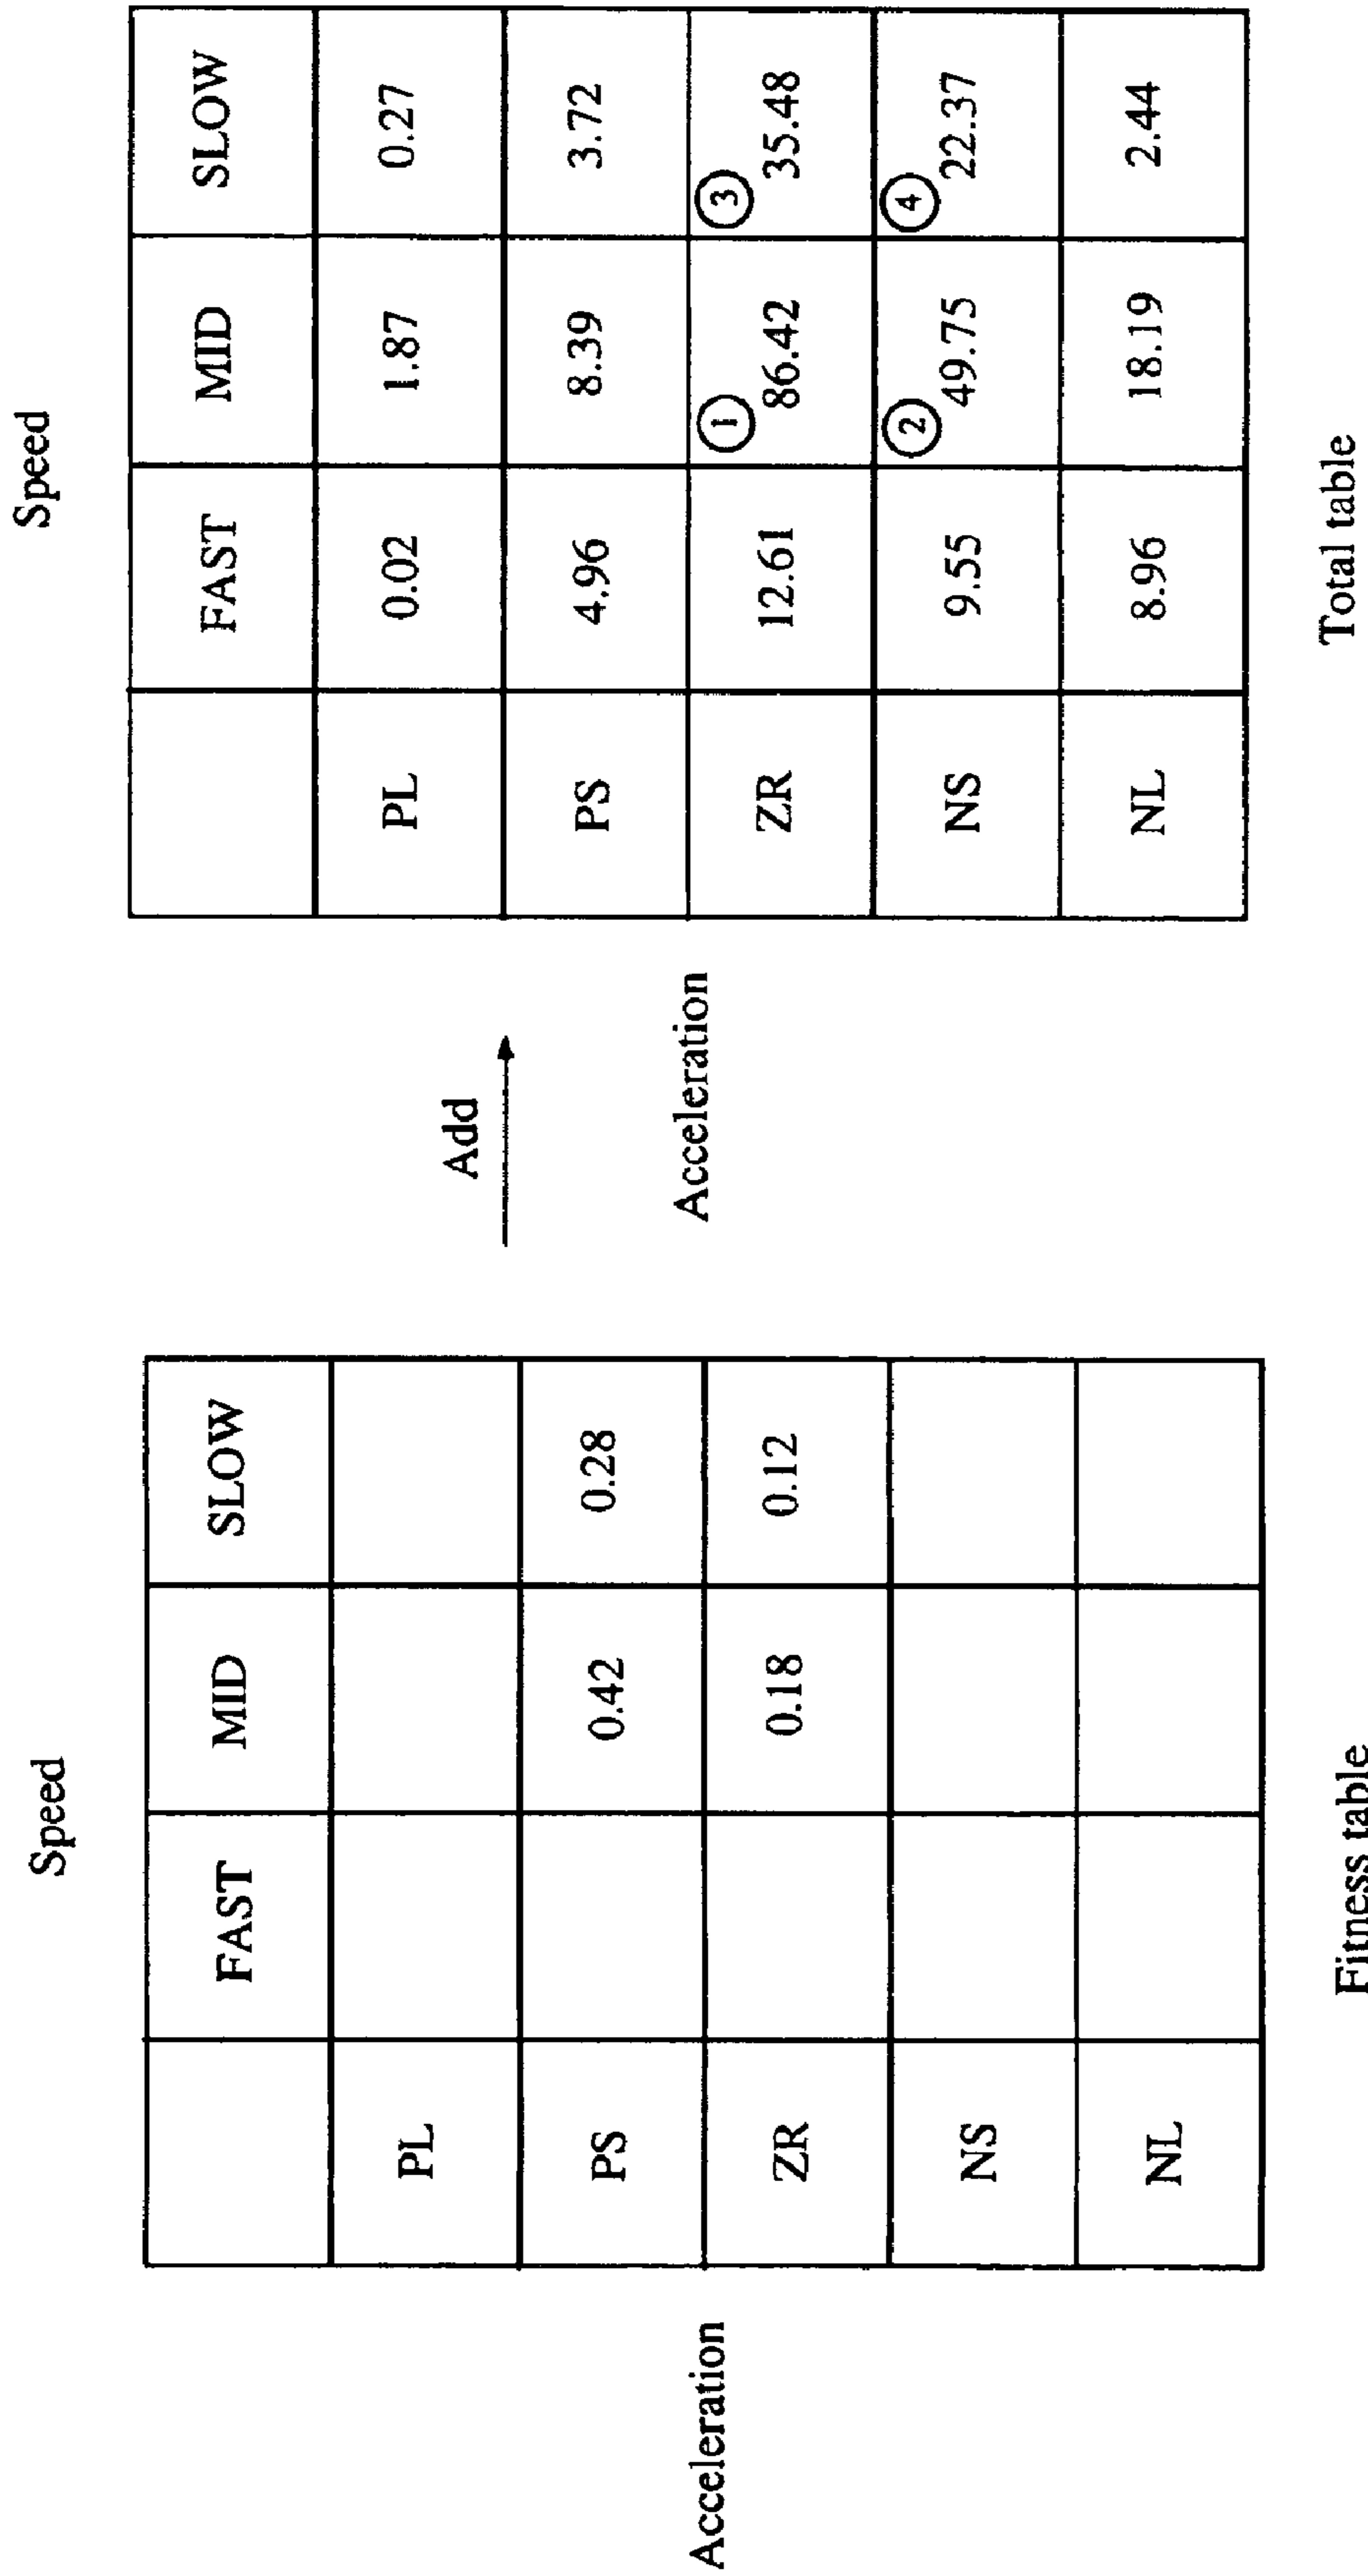 Speed
FAST MID SLOW
PL
PS 0.42 0.28
ZR 0.18 0.12
NS
NL
Acceleration
Fitness table
Add
Speed
FAST MID SLOW
PL 0.02 1.87 0.27
PS 4.96 8.39 3.72
ZR 12.61 ① 86.42 ③ 35.48
NS 9.55 ② 49.75 ④ 22.37
NL 8.96 18.19 2.44
Acceleration
Total table